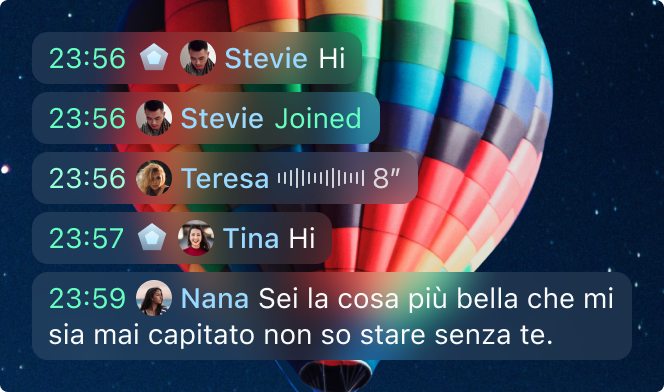 23:56 Stevie Hi
23:56 Stevie Joined
23:56 Teresa 8”
23:57 Tina Hi
23:59 Nana Sei la cosa più bella che mi
sia mai capitato non so stare senza te.